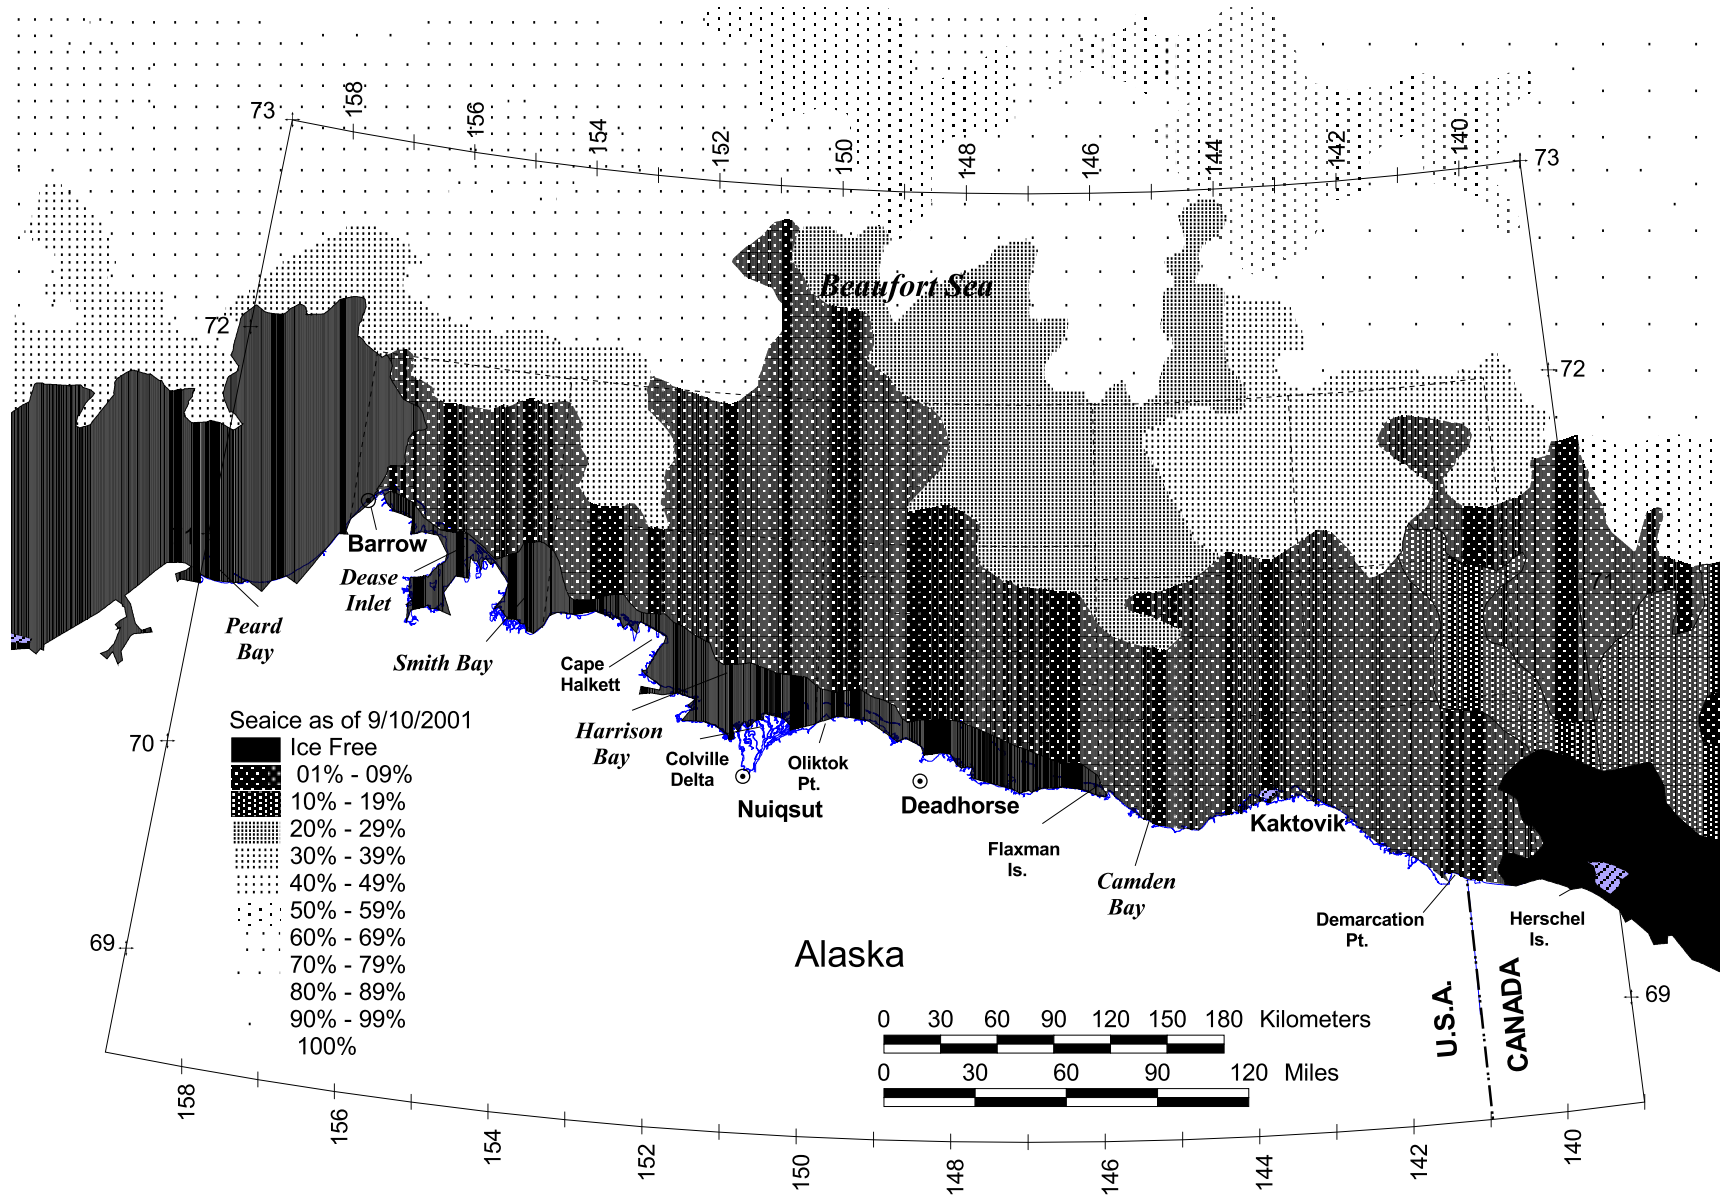 158
156
154
152
150
148
146
144
142
140
73
73
Beaufort Sea
72
72
71
71
Barrow
Dease
Inlet
Peard
Bay
Smith Bay
Cape
Halkett
Harrison
Bay
Colville
Delta
Oliktok
Pt.
Nuiqsut
Deadhorse
Kaktovik
Flaxman
Is.
Camden
Bay
Demarcation
Pt.
Herschel
Is.
70
69
69
Seaice as of 9/10/2001
Ice Free
01% - 09%
10% - 19%
20% - 29%
30% - 39%
40% - 49%
50% - 59%
60% - 69%
70% - 79%
80% - 89%
90% - 99%
100%
Alaska
U.S.A.
CANADA
0 30 60 90 120 150 180 Kilometers
0 30 60 90 120 Miles
158
156
154
152
150
148
146
144
142
140